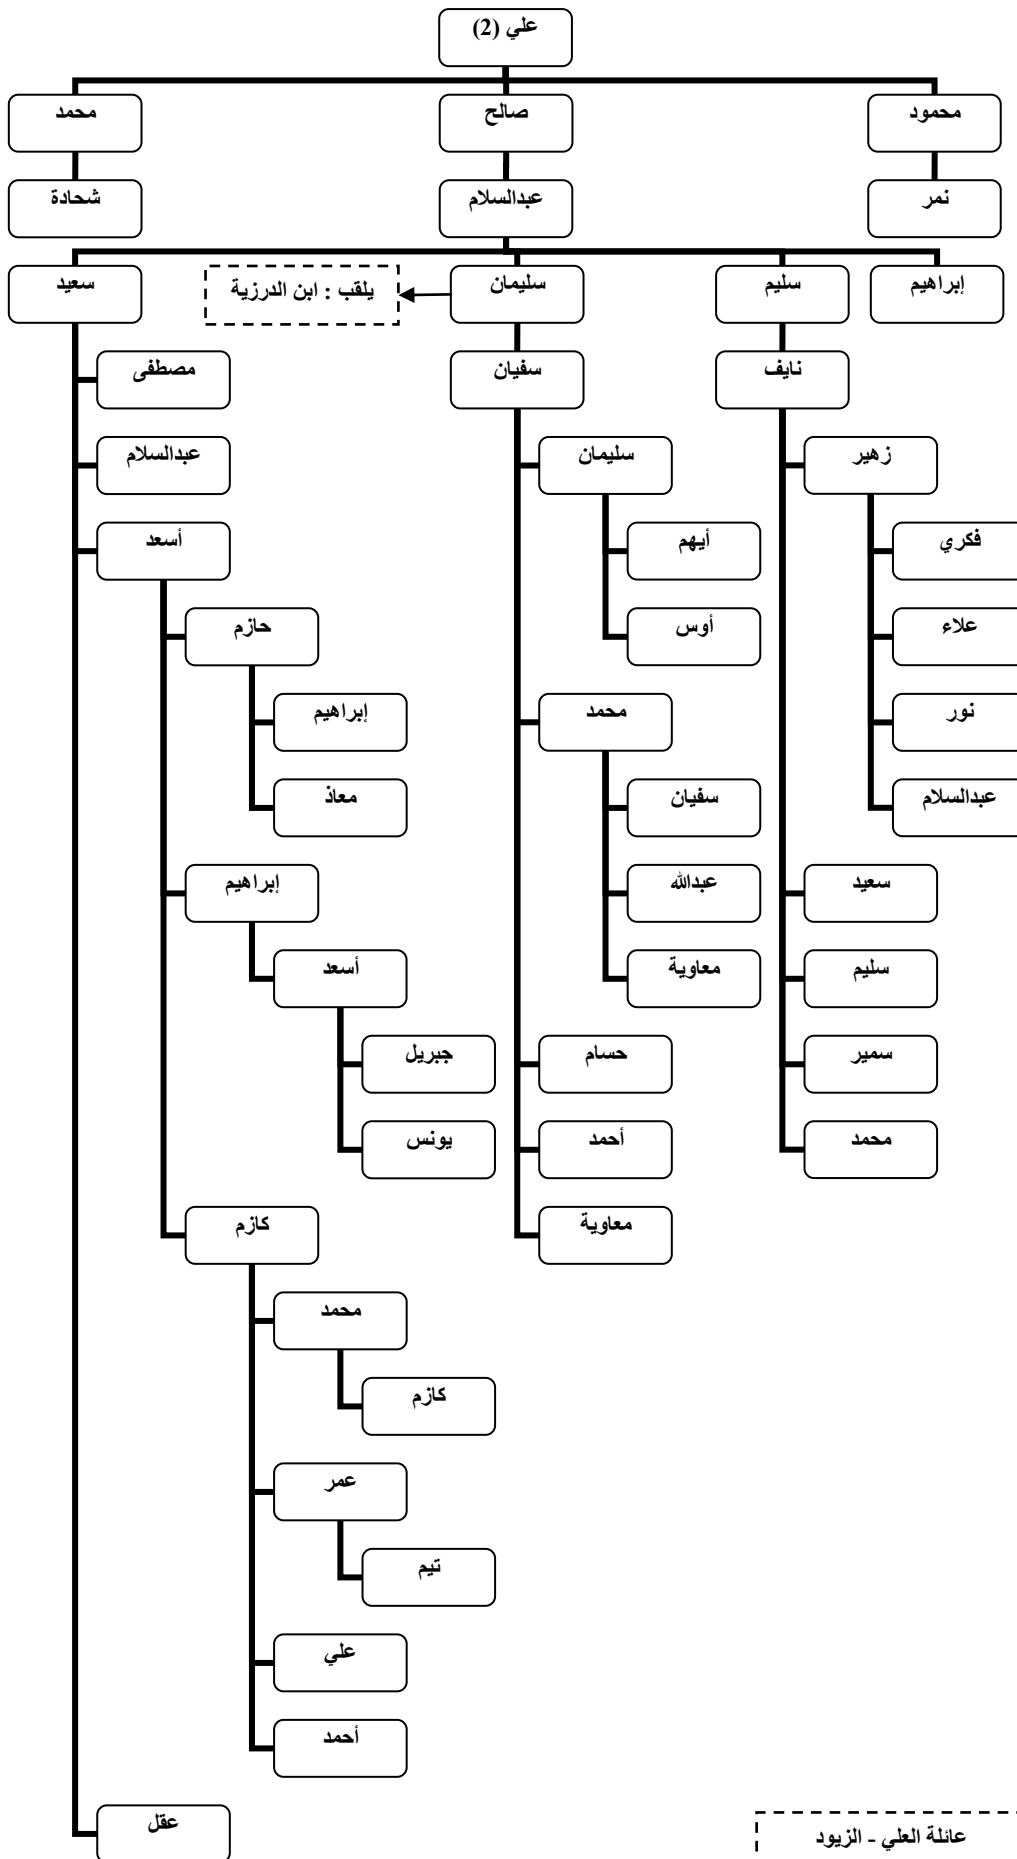 علي (2)
محمود
صالح
محمد
نمر
عبدالسلام
شحادة
إبراهيم
سليم
سليمان
يلقب : ابن الدرزية
سعيد
نايف
سفيان
مصطفى
زهير
سليمان
عبدالسلام
فكري
أيهم
أسعد
علاء
أوس
حازم
نور
محمد
إبراهيم
عبدالسلام
سفيان
معاذ
سعيد
عبدالله
إبراهيم
سليم
معاوية
أسعد
سمير
حسام
جبريل
محمد
أحمد
يونس
معاوية
كازم
محمد
كازم
عمر
تيم
علي
أحمد
عقل
عائلة العلي - الزيود